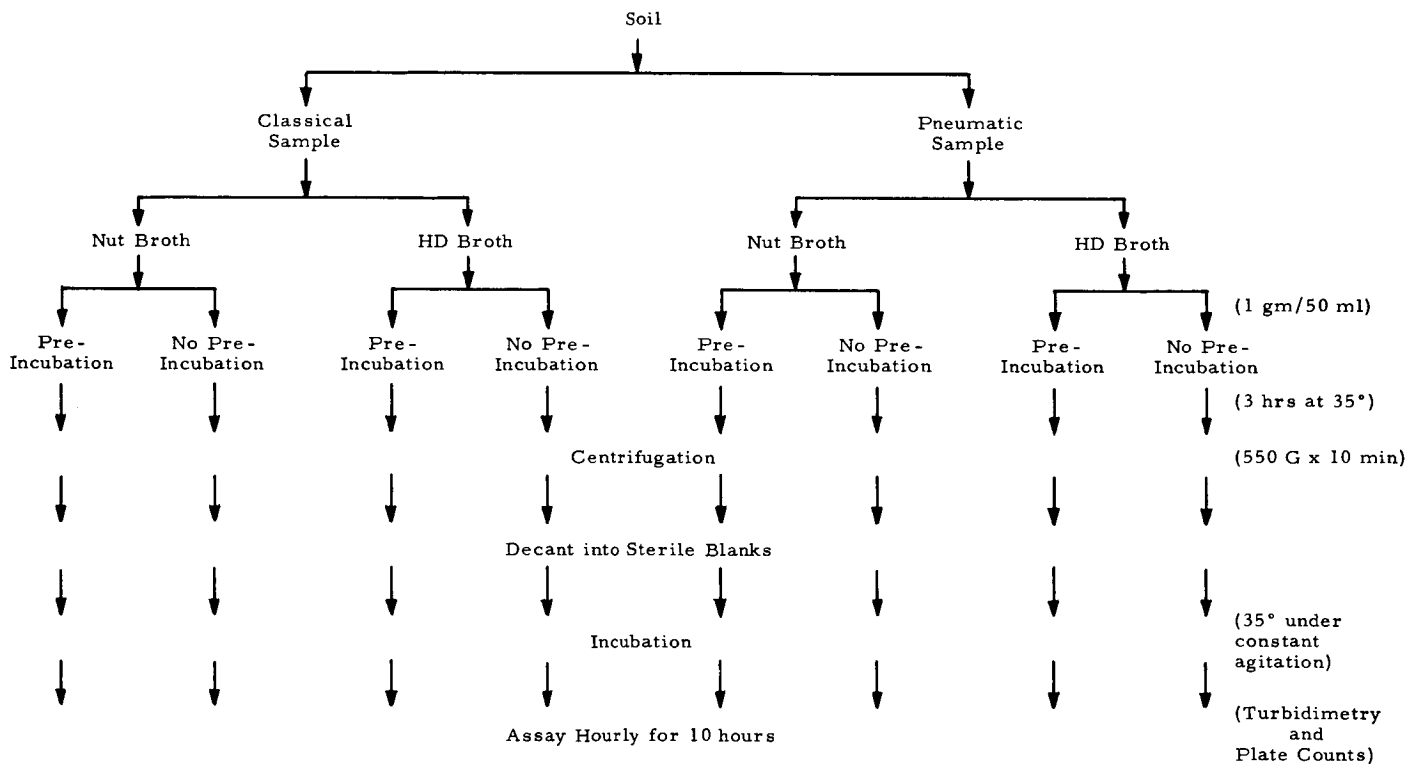 Soil
Classical
Sample
Pneumatic
Sample
Nut Broth
HD Broth
Nut Broth
HD Broth
(1 gm/50 ml)
Pre-
Incubation
No Pre-
Incubation
Pre-
Incubation
No Pre-
Incubation
Pre-
Incubation
No Pre-
Incubation
Pre-
Incubation
No Pre-
Incubation
(3 hrs at 35°)
Centrifugation
(550 G x 10 min)
Decant into Sterile Blanks
Incubation
(35° under
constant
agitation)
Assay Hourly for 10 hours
(Turbidimetry
and
Plate Counts)